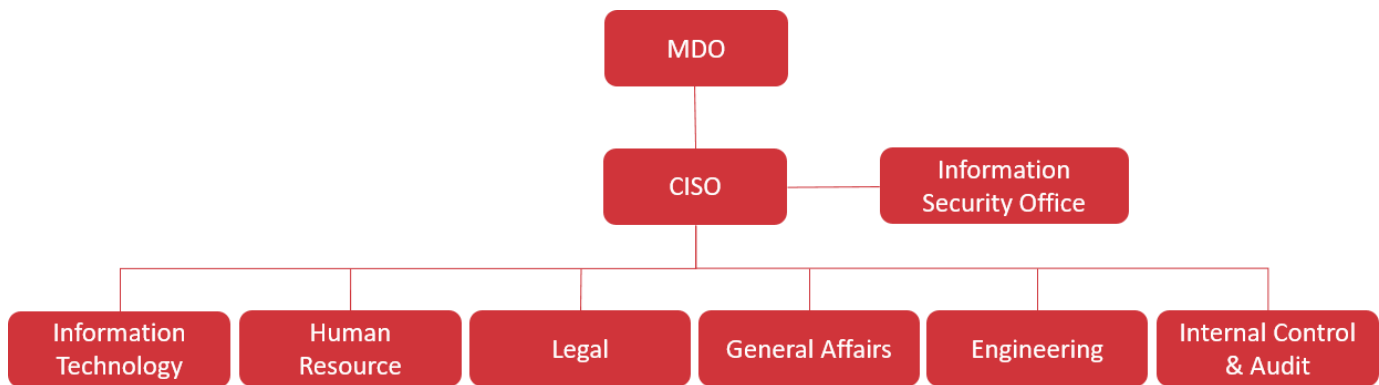 MDO
CISO
Information
Security Office
Information
Technology
Human
Resource
Legal
General Affairs
Engineering
Internal Control
& Audit